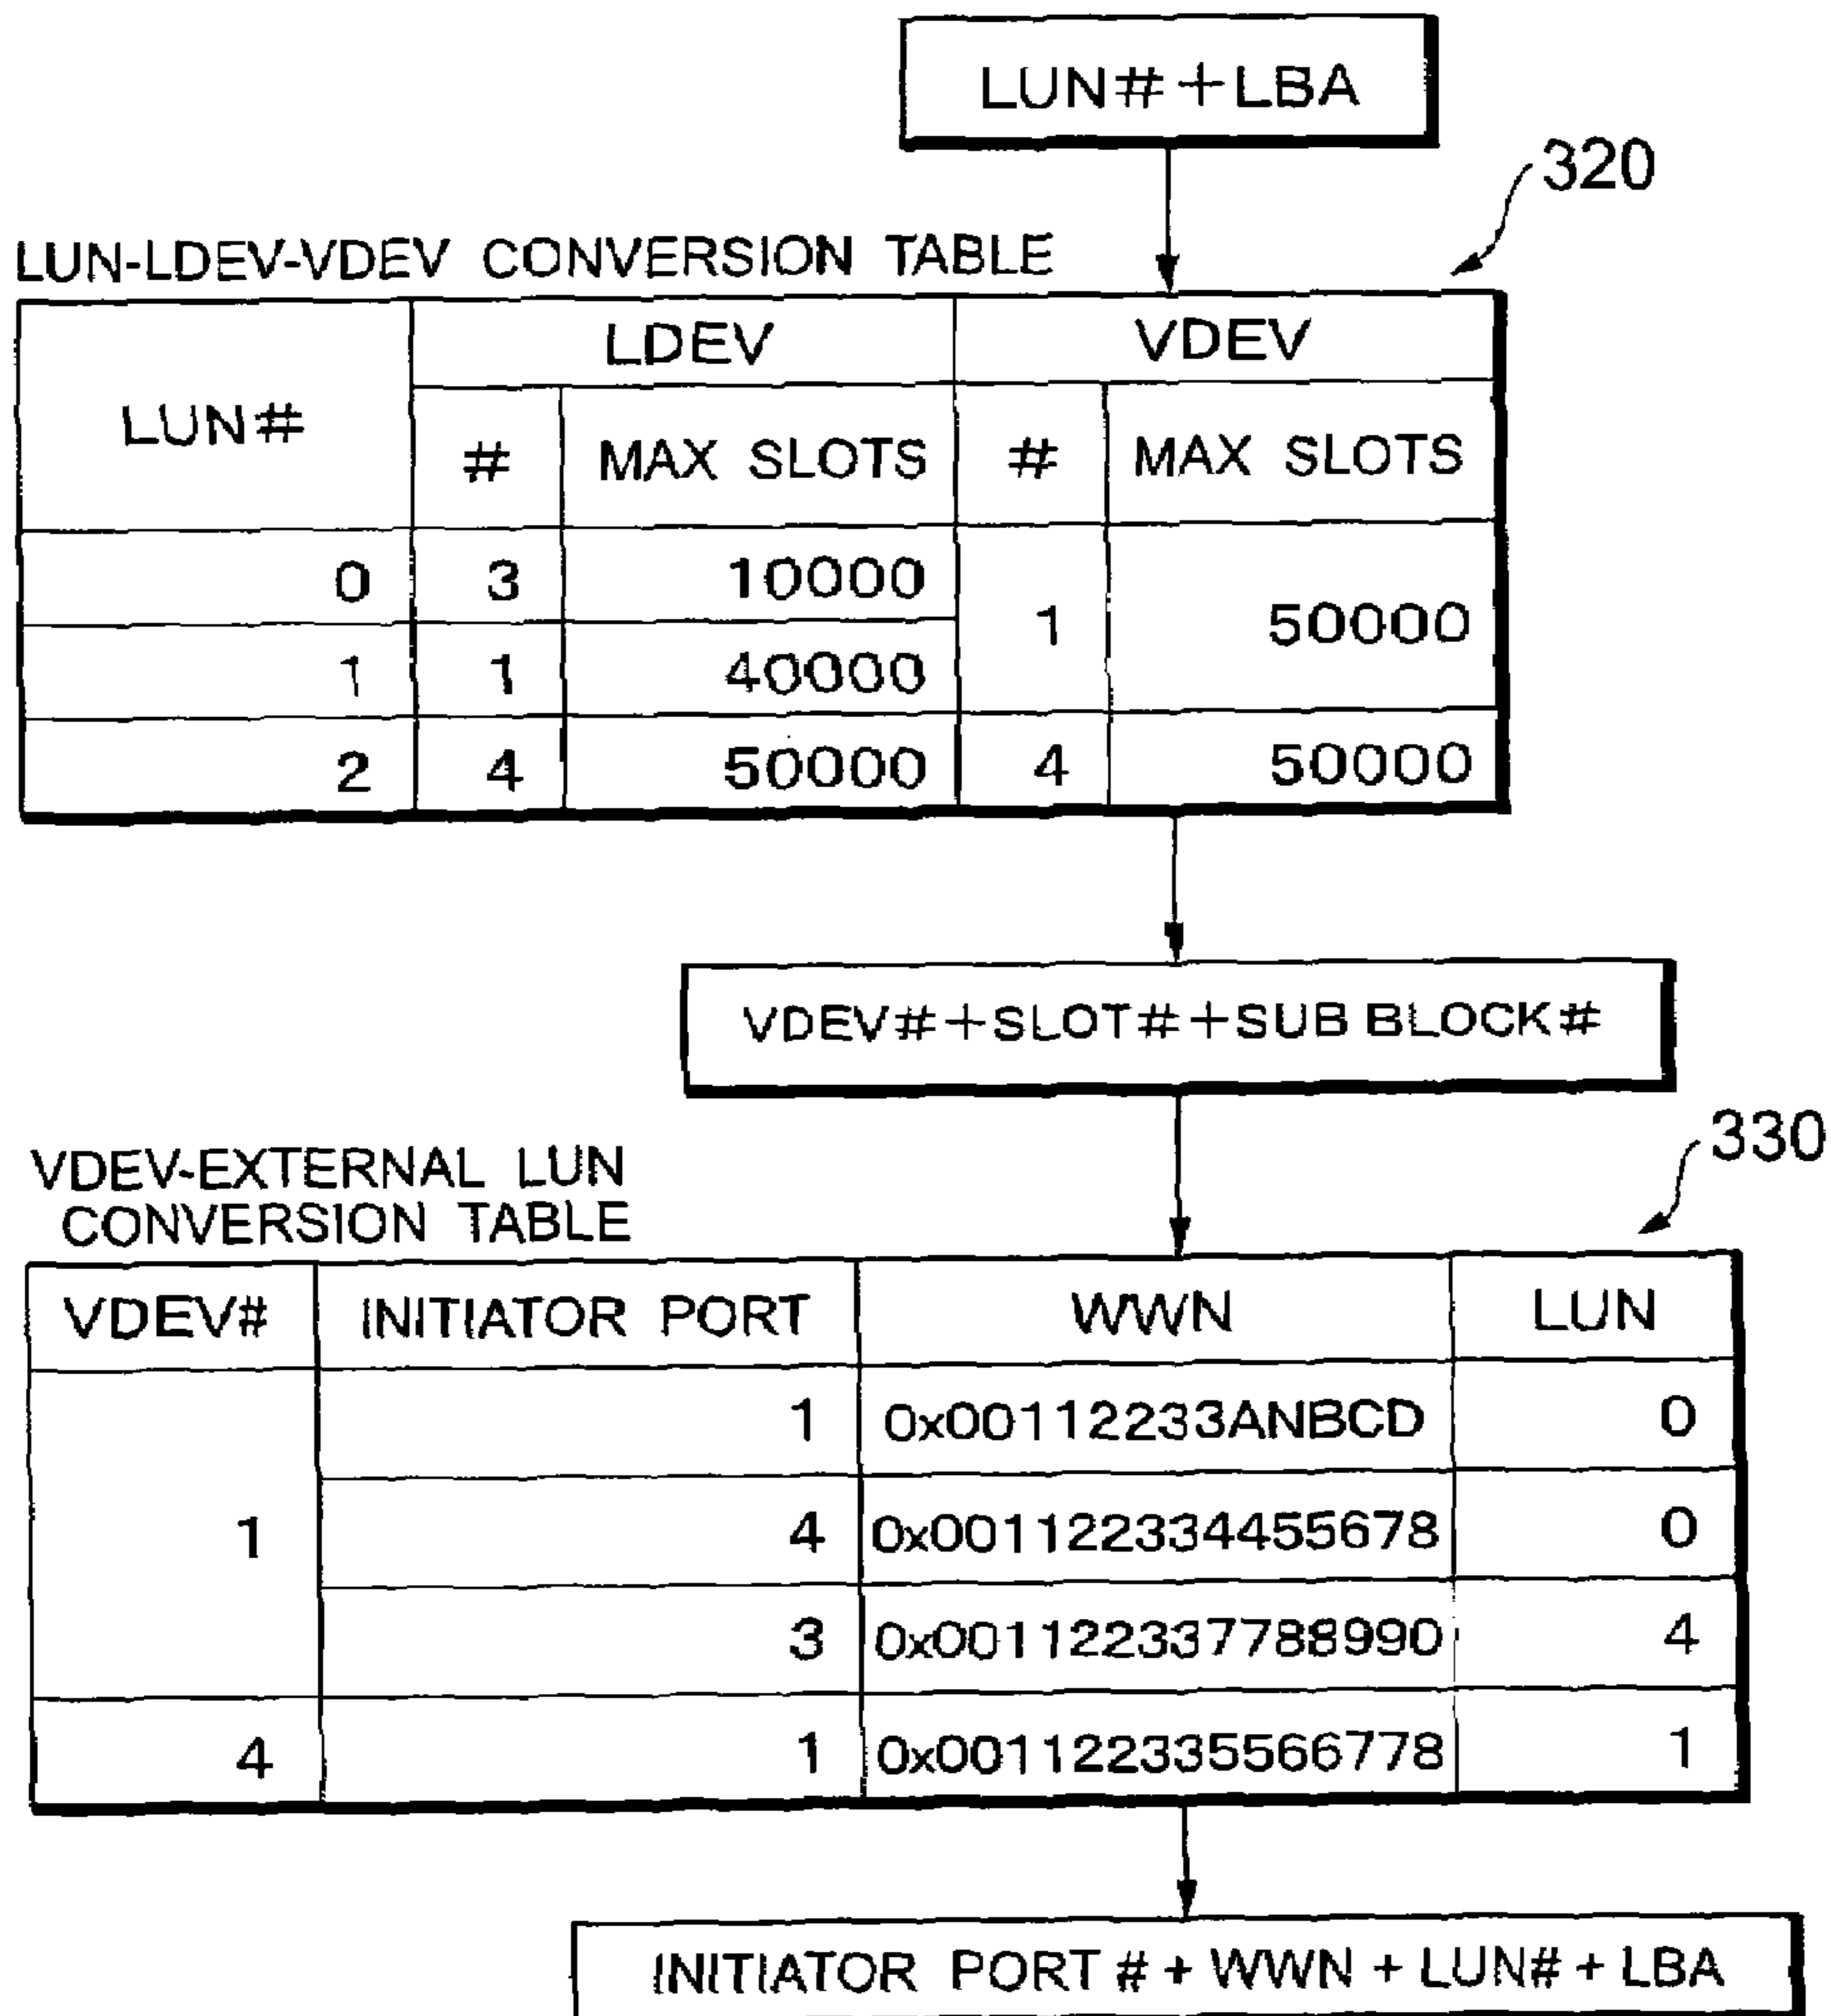 LUN#+LBA
320
LUN-LDEV-VDEV CONVERSION TABLE
LUN# LDEV VDEV
# MAX SLOTS # MAX SLOTS
0 3 10000 1 50000
1 1 40000
2 4 50000 4 50000
VDEV#+SLOT#+SUB BLOCK#
330
VDEV-EXTERNAL LUN
CONVERSION TABLE
VDEV# INITIATOR PORT WWN LUN
1 1 0x00112233ANBCD 0
4 0x001122334455678 0
3 0x001122337788990 4
4 1 0x001122335566778 1
INITIATOR PORT # + WWN + LUN# + LBA